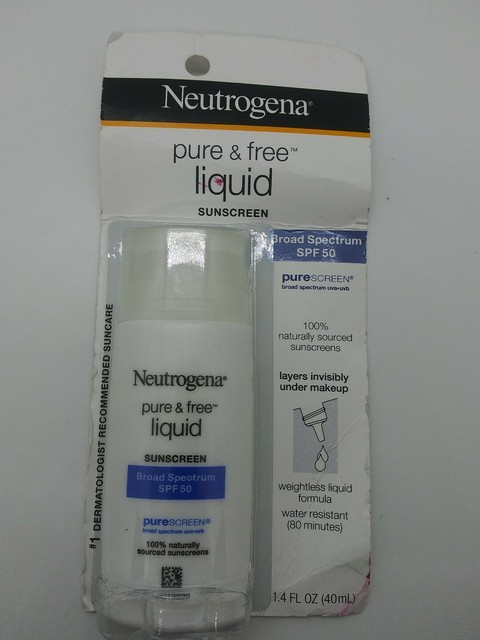 Neutrogena®
pure & free™
liquid
SUNSCREEN
Broad Spectrum
SPF 50
pureSCREEN®
broad spectrum uva•uvb
100%
naturally sourced
sunscreens
layers invisibly
under makeup
weightless liquid
formula
water resistant
(80 minutes)
1.4 FL OZ (40mL)
#1 DERMATOLOGIST RECOMMENDED SUNCARE
Neutrogena®
pure & free™
liquid
SUNSCREEN
Broad Spectrum
SPF 50
pureSCREEN®
broad spectrum uva•uvb
100% naturally
sourced sunscreens